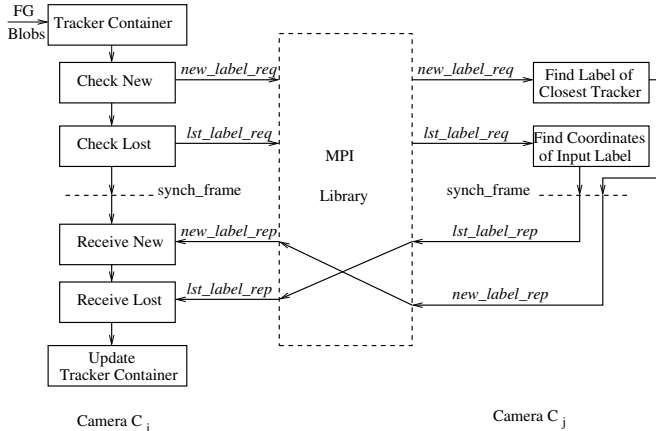 FG
Blobs
Tracker Container
Check New
new_label_req
new_label_req
Find Label of
Closest Tracker
Check Lost
lst_label_req
lst_label_req
Find Coordinates
of Input Label
MPI
Library
synch_frame
synch_frame
Receive New
new_label_rep
lst_label_rep
Receive Lost
lst_label_rep
new_label_rep
Update
Tracker Container
Camera C i
Camera C j